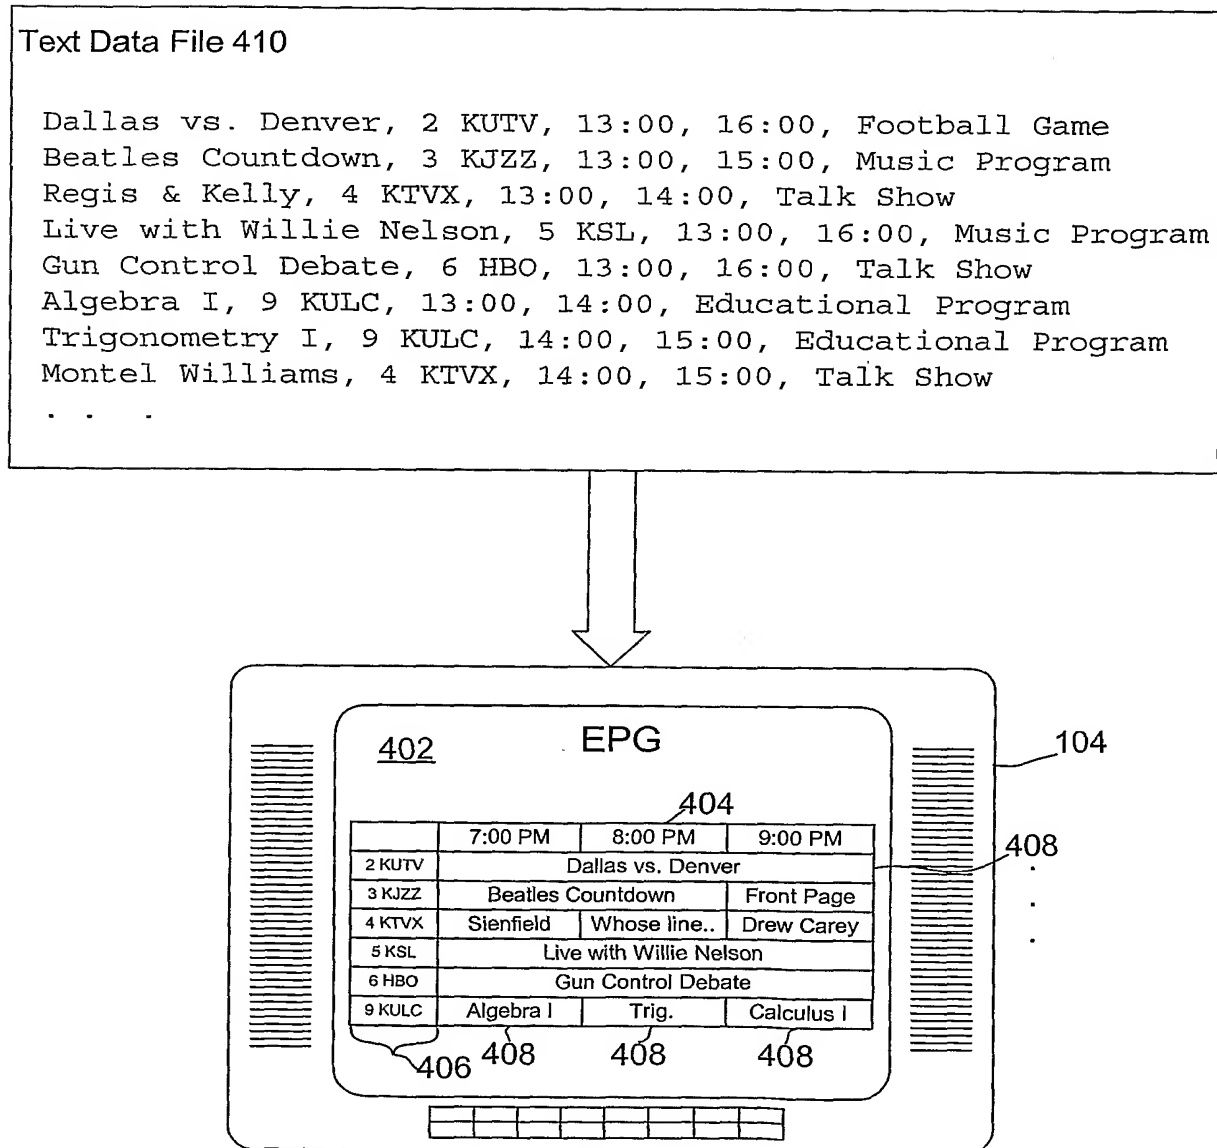 Text Data File 410
Dallas vs. Denver, 2 KUTV, 13:00, 16:00, Football Game
Beatles Countdown, 3 KJZZ, 13:00, 15:00, Music Program
Regis & Kelly, 4 KTVX, 13:00, 14:00, Talk Show
Live with Willie Nelson, 5 KSL, 13:00, 16:00, Music Program
Gun Control Debate, 6 HBO, 13:00, 16:00, Talk Show
Algebra I, 9 KULC, 13:00, 14:00, Educational Program
Trigonometry I, 9 KULC, 14:00, 15:00, Educational Program
Montel Williams, 4 KTVX, 14:00, 15:00, Talk Show
. . .
402 EPG
104
404
7:00 PM 8:00 PM 9:00 PM
408
2 KUTV Dallas vs. Denver
3 KJZZ Beatles Countdown Front Page
4 KTVX Sienfield Whose line.. Drew Carey
5 KSL Live with Willie Nelson
6 HBO Gun Control Debate
9 KULC Algebra I Trig. Calculus I
406 408 408 408